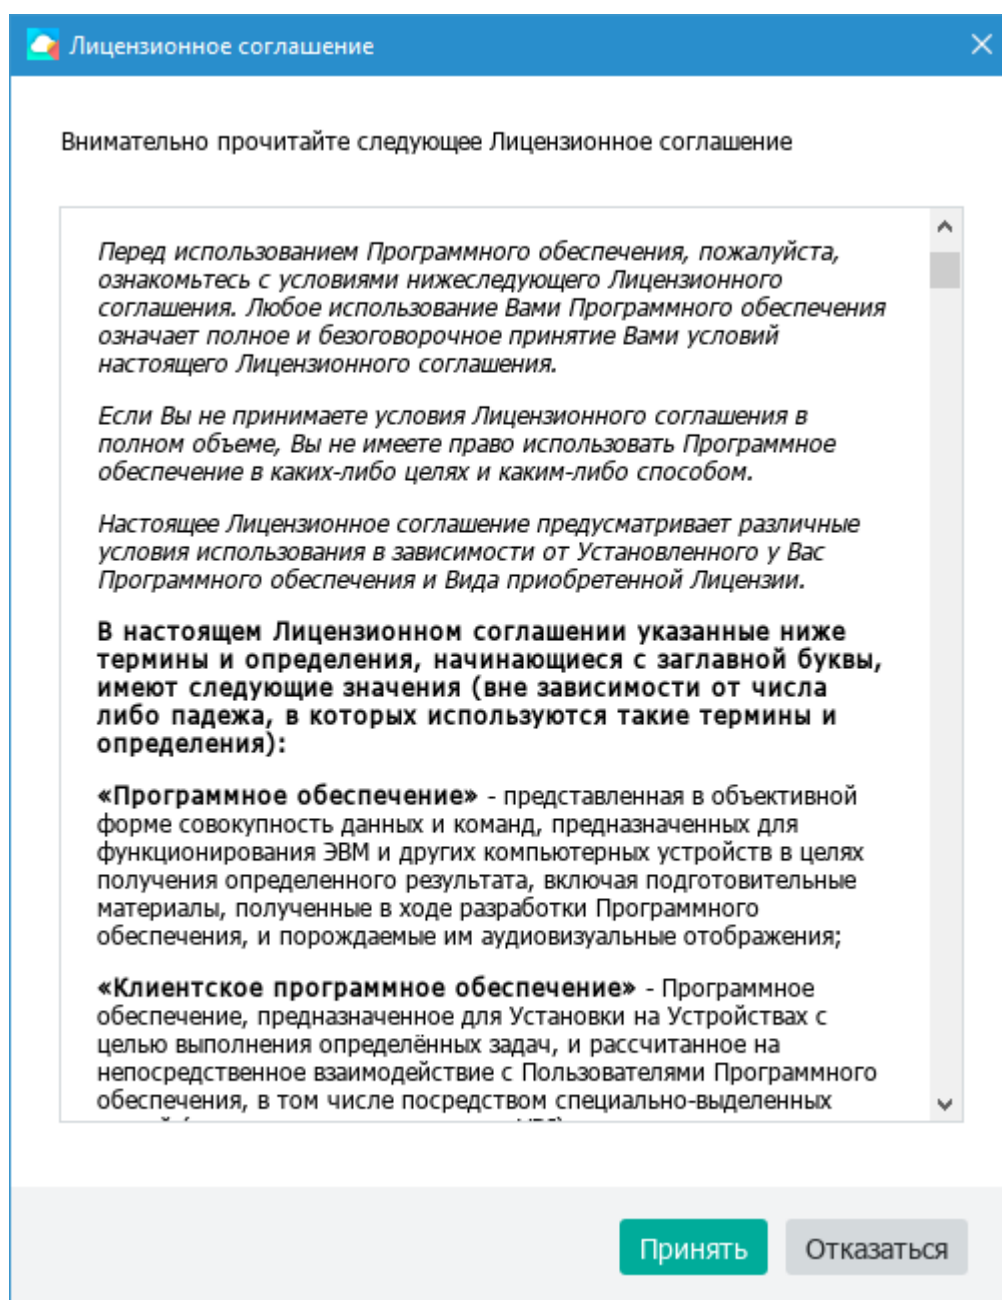 Лицензионное соглашение
Внимательно прочитайте следующее Лицензионное соглашение
Перед использованием Программного обеспечения, пожалуйста,
ознакомьтесь с условиями нижеследующего Лицензионного
соглашения. Любое использование Вами Программного обеспечения
означает полное и безоговорочное принятие Вами условий
настоящего Лицензионного соглашения.
Если Вы не принимаете условия Лицензионного соглашения в
полном объеме, Вы не имеете право использовать Программное
обеспечение в каких-либо целях и каким-либо способом.
Настоящее Лицензионное соглашение предусматривает различные
условия использования в зависимости от Установленного у Вас
Программного обеспечения и Вида приобретенной Лицензии.
В настоящем Лицензионном соглашении указанные ниже
термины и определения, начинающиеся с заглавной буквы,
имеют следующие значения (вне зависимости от числа
либо падежа, в которых используются такие термины и
определения):
«Программное обеспечение» - представленная в объективной
форме совокупность данных и команд, предназначенных для
функционирования ЭВМ и других компьютерных устройств в целях
получения определенного результата, включая подготовительные
материалы, полученные в ходе разработки Программного
обеспечения, и порождаемые им аудиовизуальные отображения;
«Клиентское программное обеспечение» - Программное
обеспечение, предназначенное для Установки на Устройствах с
целью выполнения определённых задач, и рассчитанное на
непосредственное взаимодействие с Пользователями Программного
обеспечения, в том числе посредством специально-выделенных
Принять
Отказаться